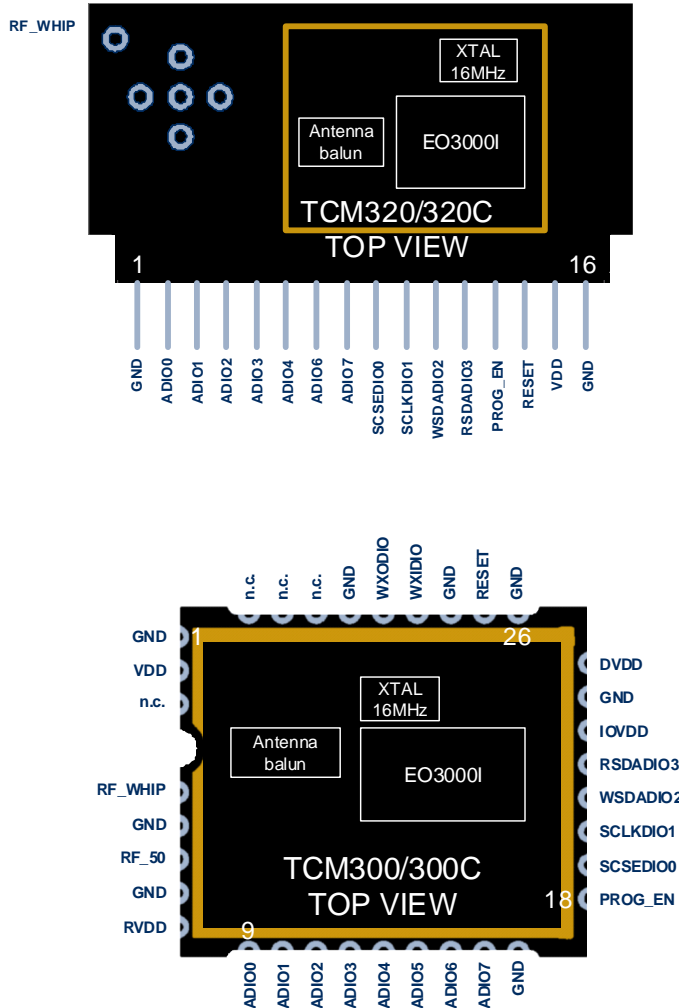 RF_WHIP
XTAL
16MHz
Antenna
balun
EO3000I
TCM320/320C
TOP VIEW
1
16
GND
ADIO0
ADIO1
ADIO2
ADIO3
ADIO4
ADIO6
ADIO7
SCSEDIO0
SCLKDIO1
WSDADIO2
RSDADIO3
PROG_EN
RESET
VDD
GND
n.c.
n.c.
n.c.
GND
WXODIO
WXIDIO
GND
RESET
GND
GND
VDD
n.c.
RF_WHIP
GND
RF_50
GND
RVDD
1
26
XTAL
16MHz
Antenna
balun
EO3000I
TCM300/300C
TOP VIEW
9
18
DVDD
GND
IOVDD
RSDADIO3
WSDADIO2
SCLKDIO1
SCSEDIO0
PROG_EN
ADIO0
ADIO1
ADIO2
ADIO3
ADIO4
ADIO5
ADIO6
ADIO7
GND